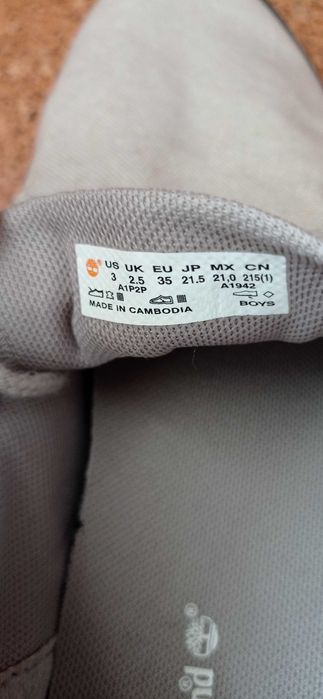 US UK EU JP MX CN
3 2.5 35 21.5 21,0 215(1)
A1P2P A1942
BOYS
MADE IN CAMBODIA